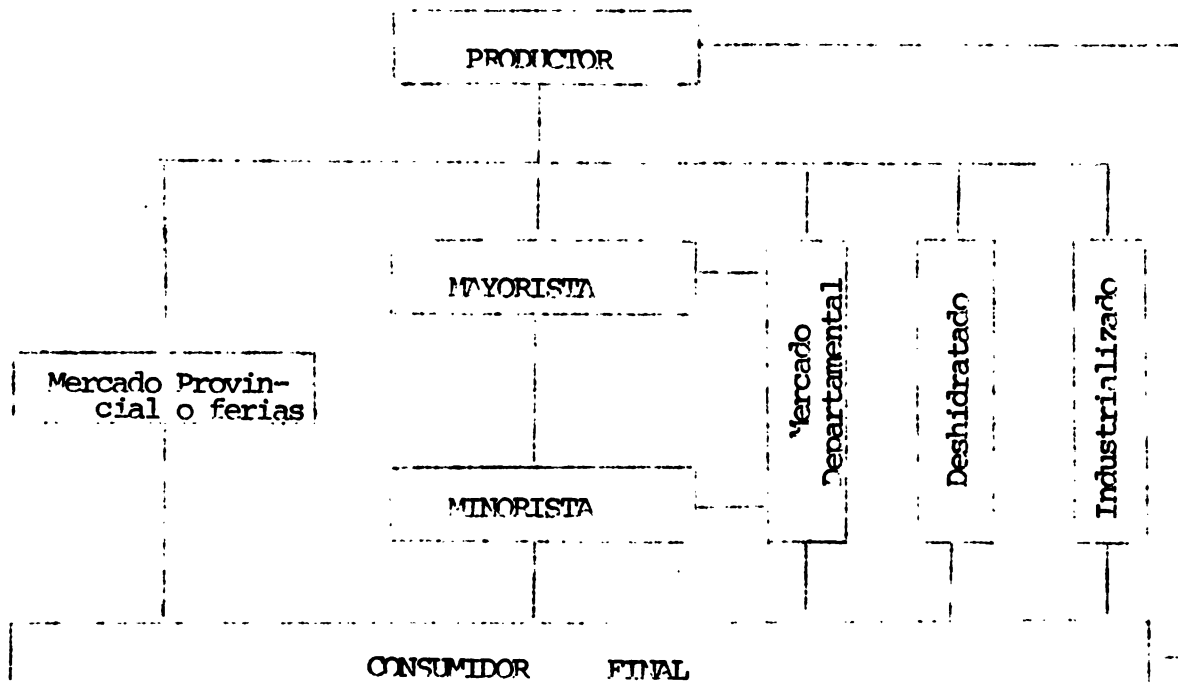 PRODUCTOR
MAYORISTA
Mercado Provin-
cial o ferias
MINORISTA
Mercado
Departamental
Deshidratado
Industrializado
CONSUMIDOR FINAL